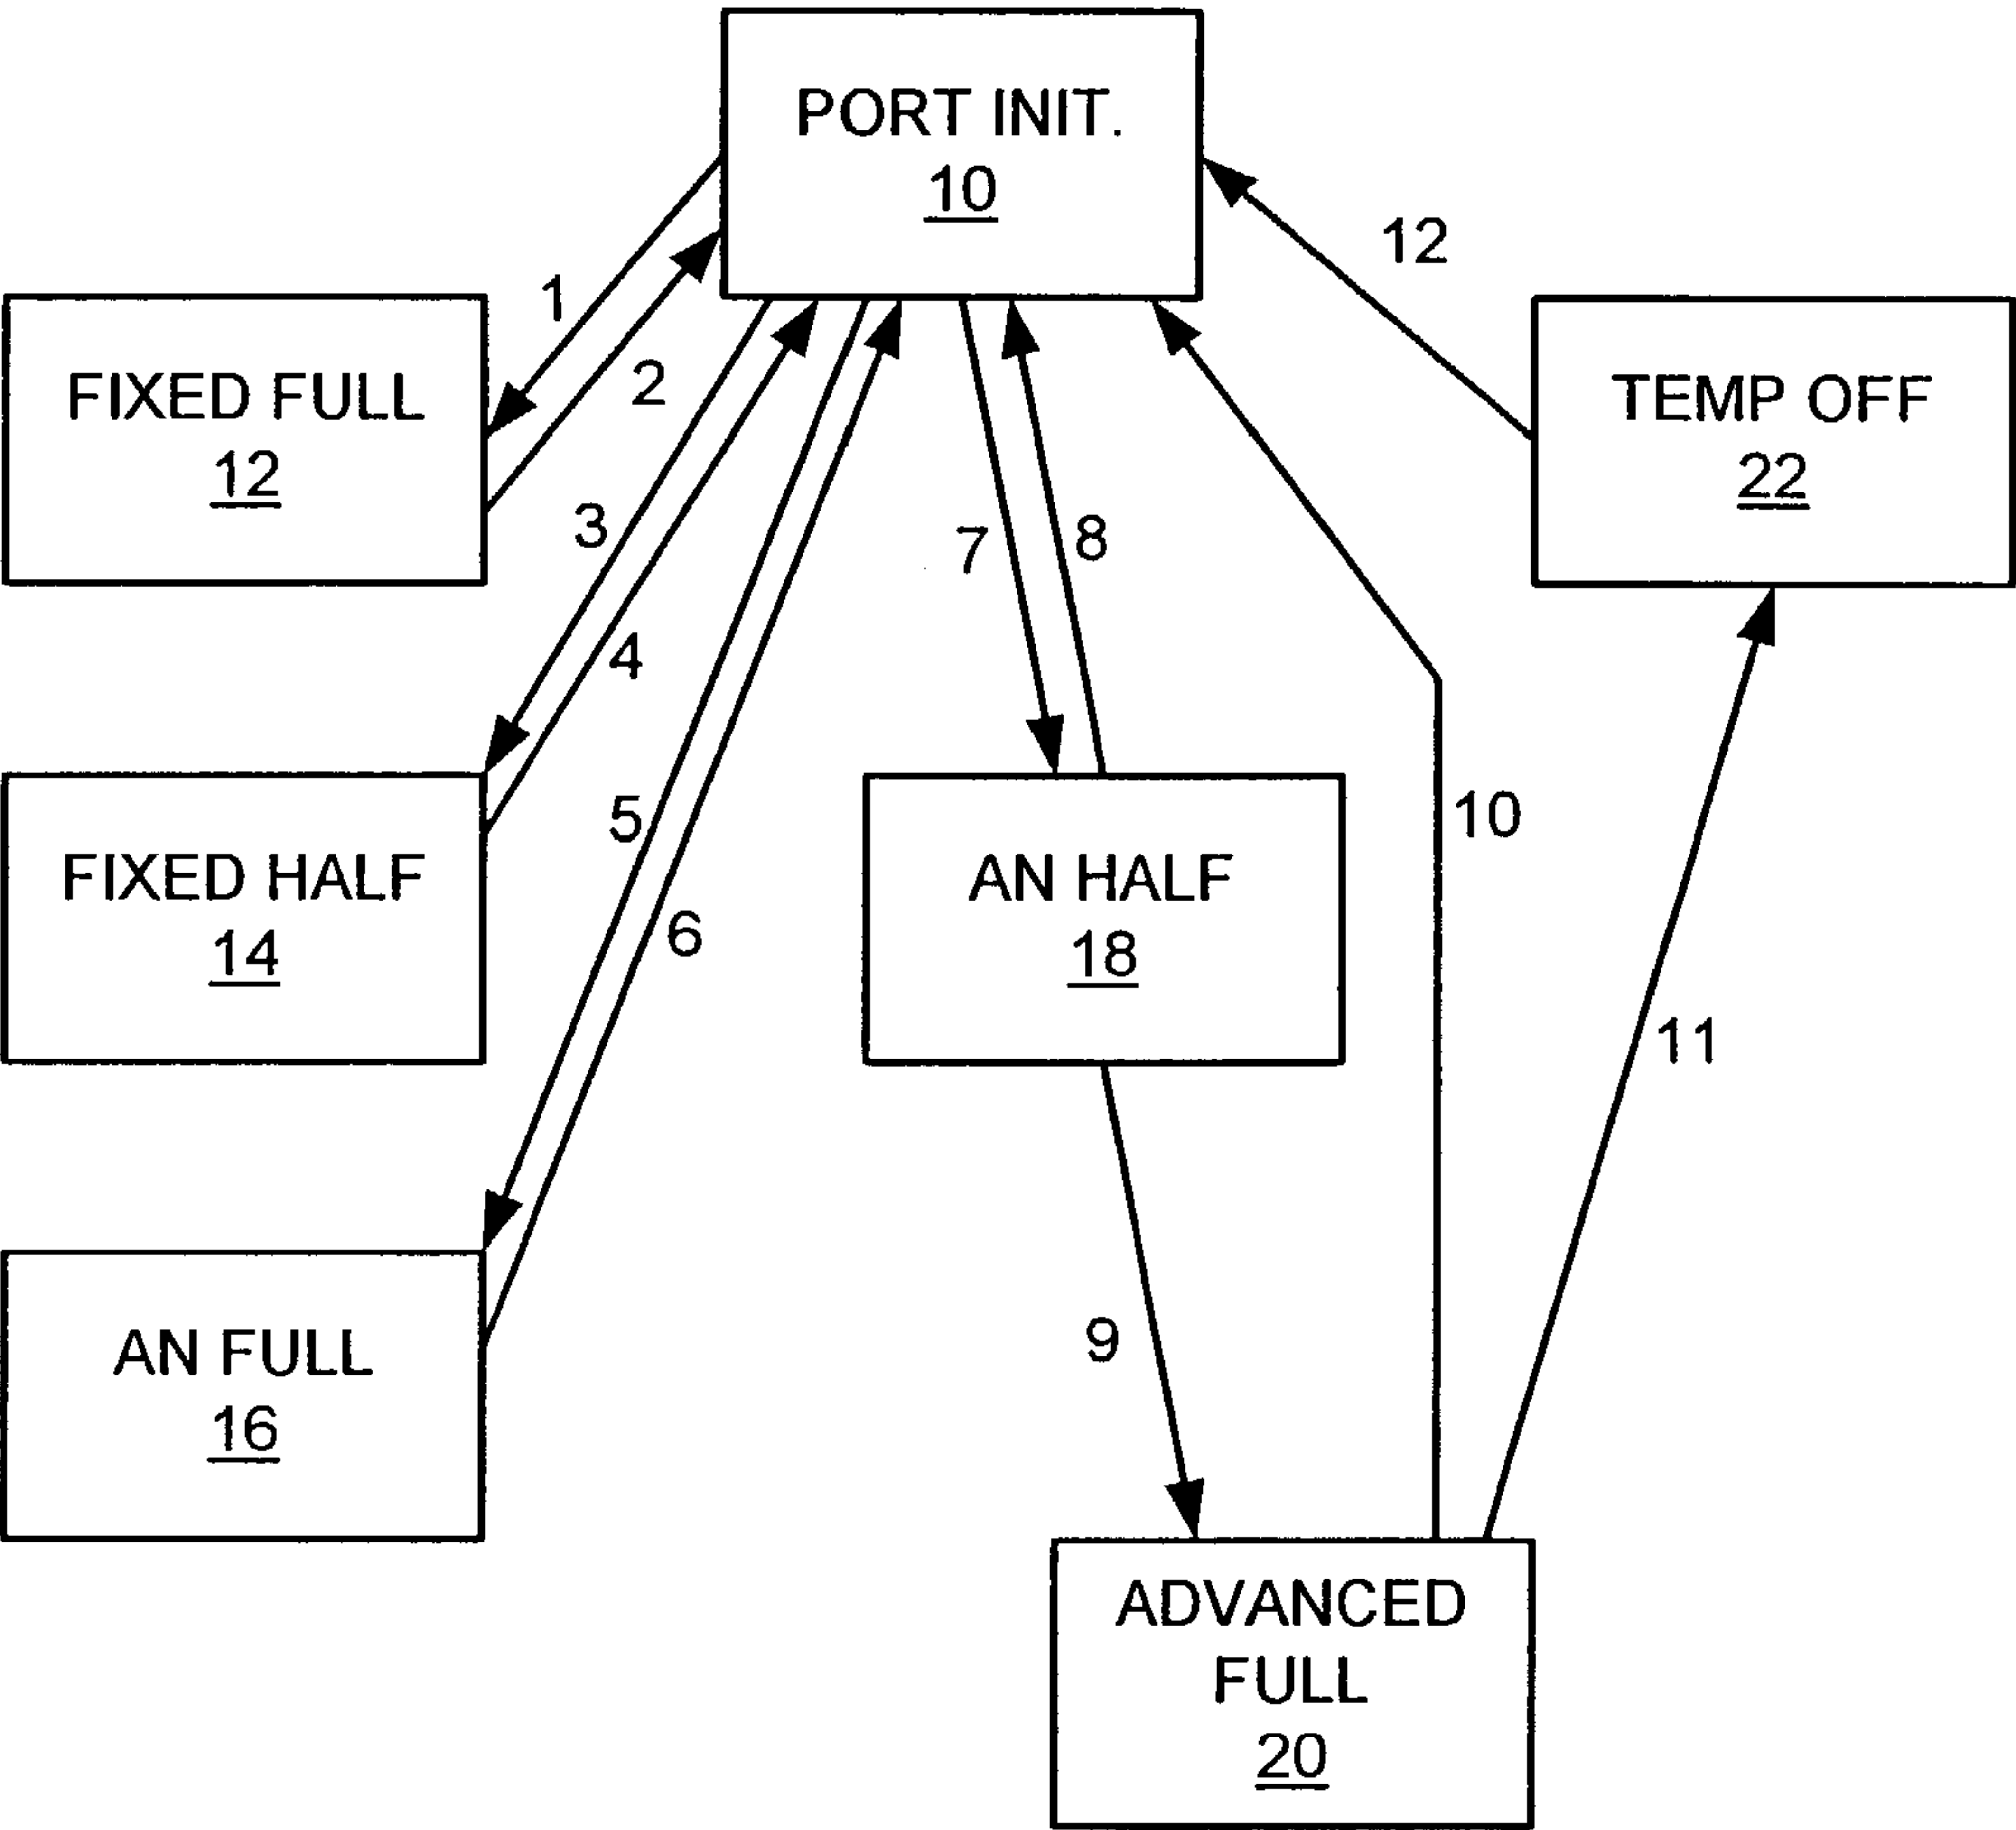 PORT INIT.
10
12
1
2
FIXED FULL
12
TEMP OFF
22
3
7
8
4
5
10
FIXED HALF
14
AN HALF
18
6
11
9
AN FULL
16
ADVANCED
FULL
20